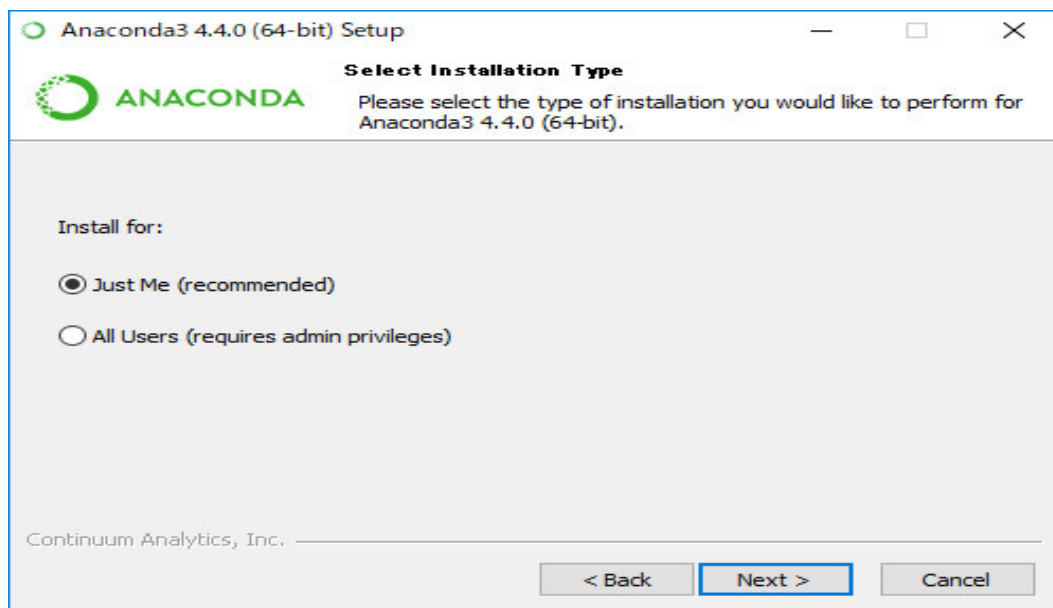 Anaconda3 4.4.0 (64-bit) Setup
ANACONDA
Select Installation Type
Please select the type of installation you would like to perform for
Anaconda3 4.4.0 (64-bit).
Install for:
Just Me (recommended)
All Users (requires admin privileges)
Continuum Analytics, Inc.
< Back Next > Cancel